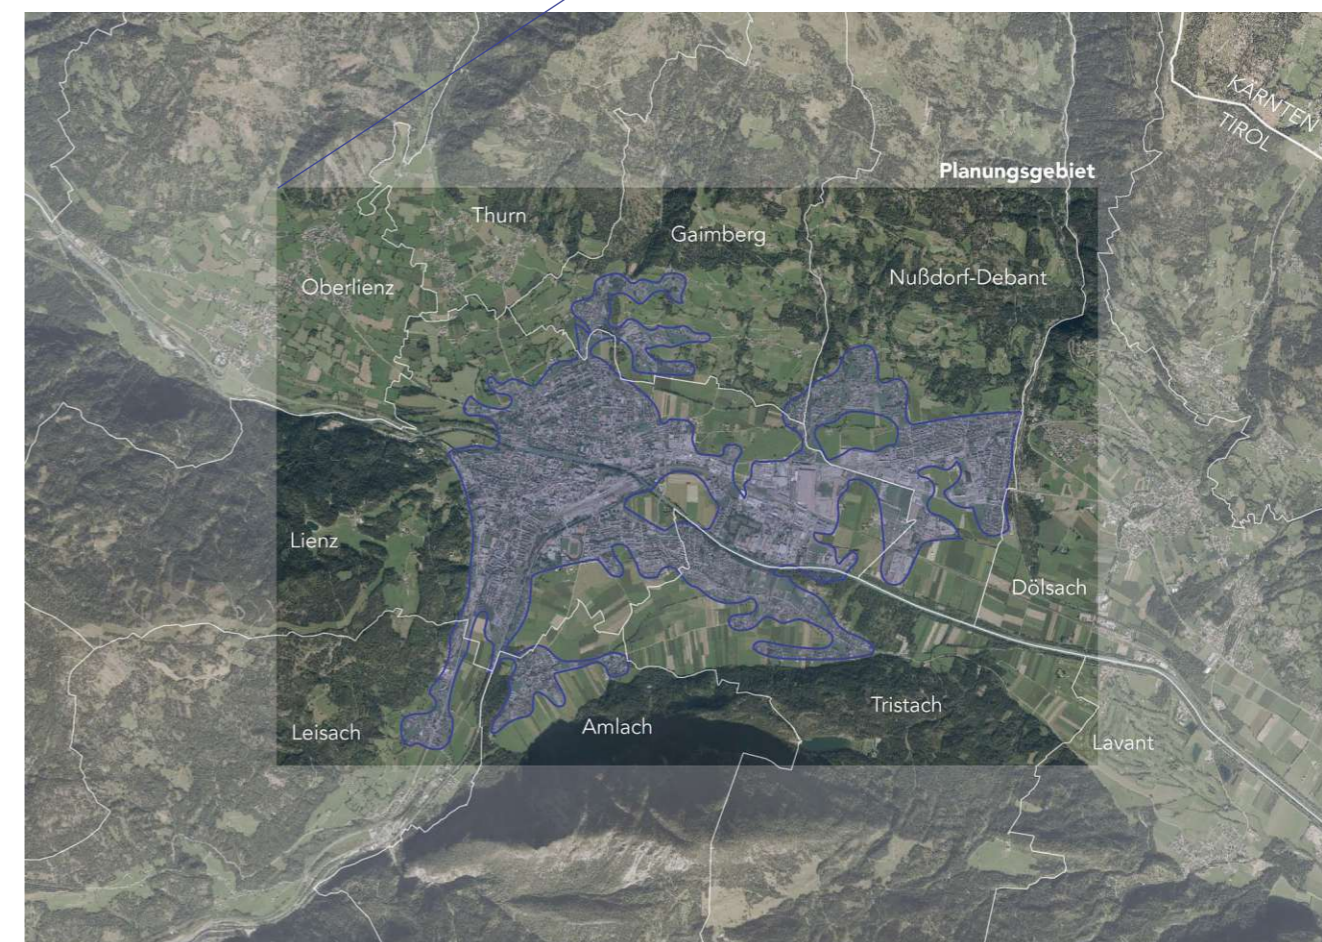 KÄRNTEN
TIROL
Planungsgebiet
Thurn
Gaimberg
Oberlienz
Nußdorf-Debant
Lienz
Dölsach
Leisach
Amlach
Tristach
Lavant